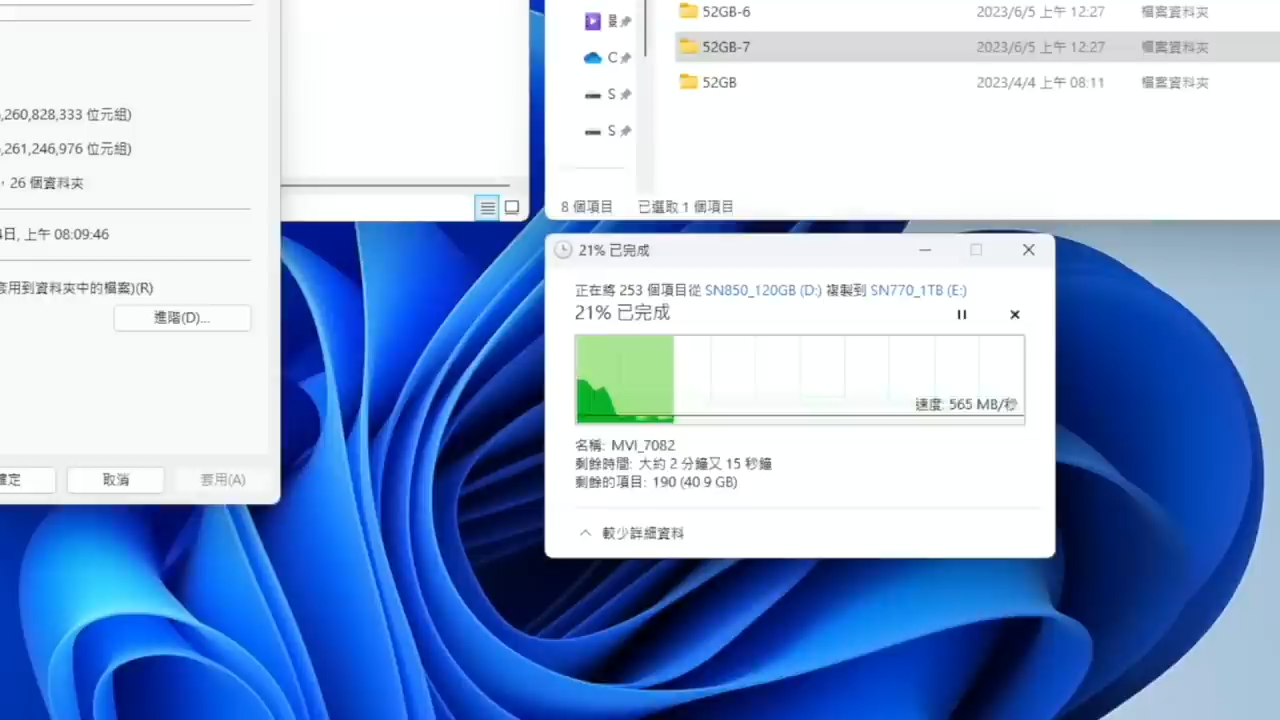 ,260,828,333 位元組)
,261,246,976 位元組)
，26 個資料夾
日, 上午 08:09:46
套用到資料夾中的檔案)(R)
進階(D)...
確定
取消
套用(A)
C
S
S
52GB-6 2023/6/5 上午 12:27 檔案資料夾
52GB-7 2023/6/5 上午 12:27 檔案資料夾
52GB 2023/4/4 上午 08:11 檔案資料夾
8 個項目 已選取 1 個項目
21% 已完成
正在將 253 個項目從 SN850_120GB (D:) 複製到 SN770_1TB (E:)
21% 已完成
速度: 565 MB/秒
名稱: MVI_7082
剩餘時間: 大約 2 分鐘又 15 秒鐘
剩餘的項目: 190 (40.9 GB)
較少詳細資料